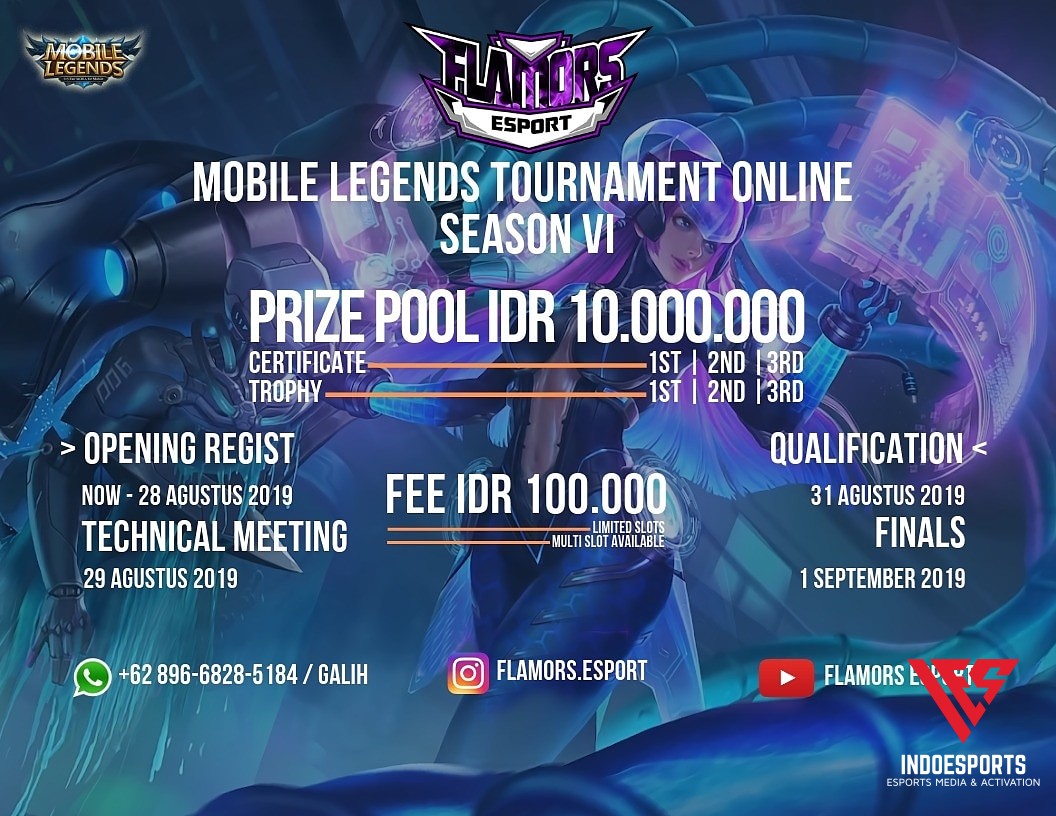 MOBILE LEGENDS
FLAMORS
ESPORT
MOBILE LEGENDS TOURNAMENT ONLINE
SEASON VI
PRIZE POOL IDR 10.000.000
CERTIFICATE 1ST | 2ND | 3RD
TROPHY 1ST | 2ND | 3RD
> OPENING REGIST
NOW - 28 AGUSTUS 2019
TECHNICAL MEETING
29 AGUSTUS 2019
FEE IDR 100.000
LIMITED SLOTS
MULTI SLOT AVAILABLE
QUALIFICATION <
31 AGUSTUS 2019
FINALS
1 SEPTEMBER 2019
+62 896-6828-5184 / GALIH
FLAMORS.ESPORT
FLAMORS ESPORT
INDOESPORTS
ESPORTS MEDIA & ACTIVATION